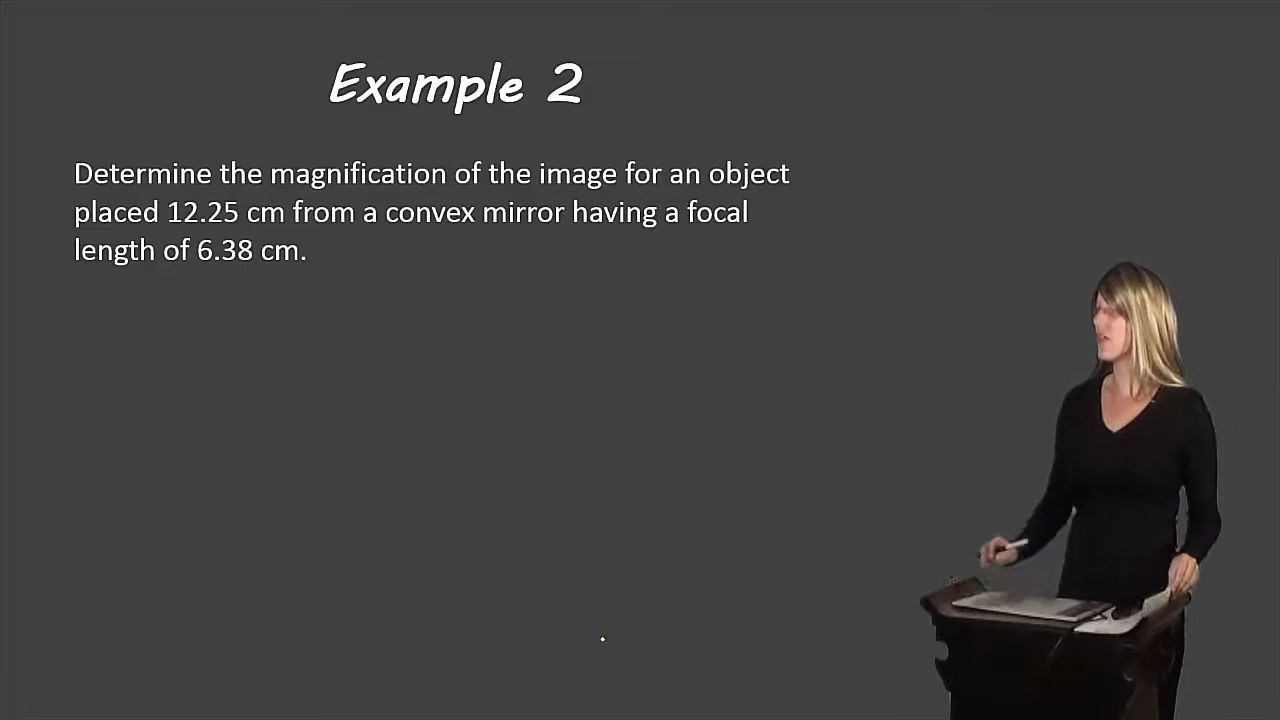 Example 2
Determine the magnification of the image for an object
placed 12.25 cm from a convex mirror having a focal
length of 6.38 cm.